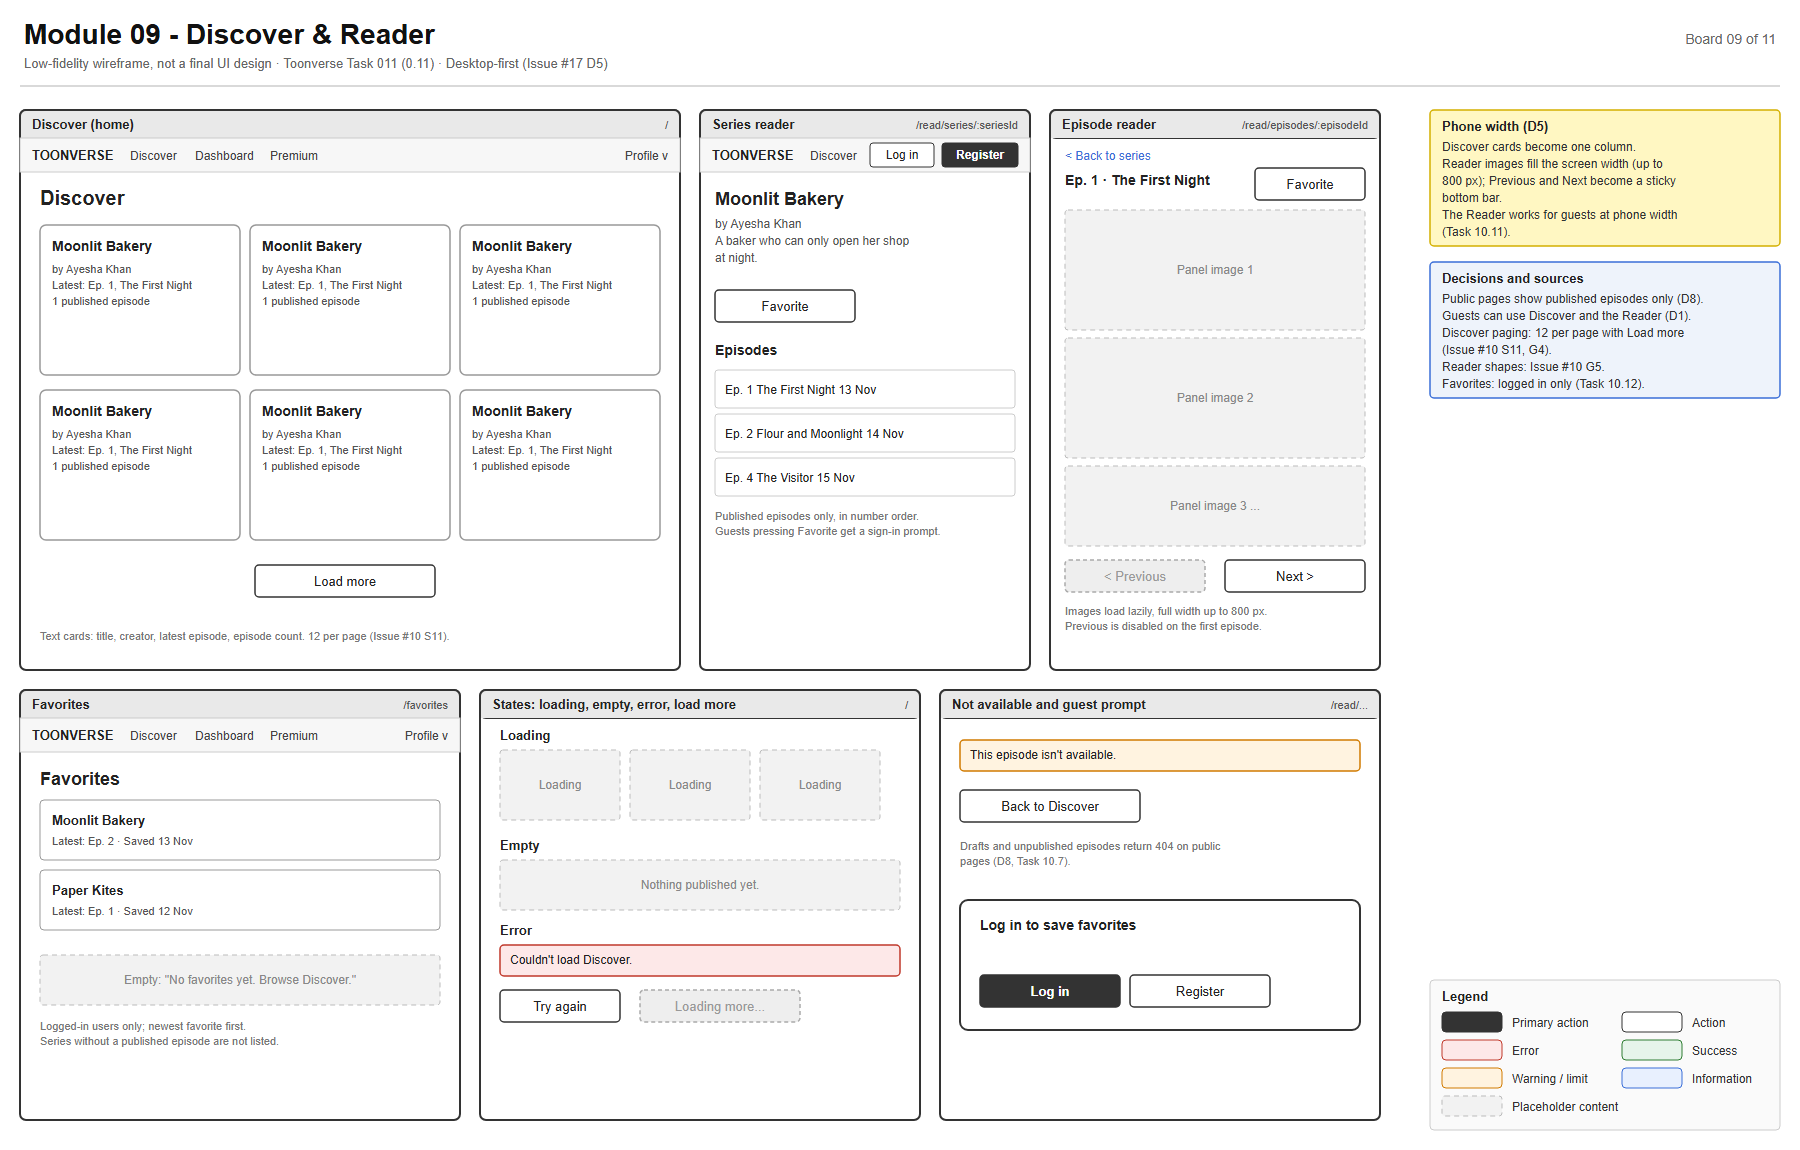 Module 09 - Discover & Reader
Board 09 of 11
Low-fidelity wireframe, not a final UI design · Toonverse Task 011 (0.11) · Desktop-first (Issue #17 D5)
Discover (home)
/
TOONVERSE Discover Dashboard Premium Profile v
Discover
Moonlit Bakery
by Ayesha Khan
Latest: Ep. 1, The First Night
1 published episode
Moonlit Bakery
by Ayesha Khan
Latest: Ep. 1, The First Night
1 published episode
Moonlit Bakery
by Ayesha Khan
Latest: Ep. 1, The First Night
1 published episode
Moonlit Bakery
by Ayesha Khan
Latest: Ep. 1, The First Night
1 published episode
Moonlit Bakery
by Ayesha Khan
Latest: Ep. 1, The First Night
1 published episode
Moonlit Bakery
by Ayesha Khan
Latest: Ep. 1, The First Night
1 published episode
Load more
Text cards: title, creator, latest episode, episode count. 12 per page (Issue #10 S11).
Series reader
/read/series/:seriesId
TOONVERSE Discover Log in Register
Moonlit Bakery
by Ayesha Khan
A baker who can only open her shop
at night.
Favorite
Episodes
Ep. 1 The First Night 13 Nov
Ep. 2 Flour and Moonlight 14 Nov
Ep. 4 The Visitor 15 Nov
Published episodes only, in number order.
Guests pressing Favorite get a sign-in prompt.
Episode reader
/read/episodes/:episodeId
< Back to series
Ep. 1 · The First Night
Favorite
Panel image 1
Panel image 2
Panel image 3 ...
< Previous
Next >
Images load lazily, full width up to 800 px.
Previous is disabled on the first episode.
Phone width (D5)
Discover cards become one column.
Reader images fill the screen width (up to
800 px); Previous and Next become a sticky
bottom bar.
The Reader works for guests at phone width
(Task 10.11).
Decisions and sources
Public pages show published episodes only (D8).
Guests can use Discover and the Reader (D1).
Discover paging: 12 per page with Load more
(Issue #10 S11, G4).
Reader shapes: Issue #10 G5.
Favorites: logged in only (Task 10.12).
Favorites
/favorites
TOONVERSE Discover Dashboard Premium Profile v
Favorites
Moonlit Bakery
Latest: Ep. 2 · Saved 13 Nov
Paper Kites
Latest: Ep. 1 · Saved 12 Nov
Empty: "No favorites yet. Browse Discover."
Logged-in users only; newest favorite first.
Series without a published episode are not listed.
States: loading, empty, error, load more
/
Loading
Loading
Loading
Loading
Empty
Nothing published yet.
Error
Couldn't load Discover.
Try again
Loading more...
Not available and guest prompt
/read/...
This episode isn't available.
Back to Discover
Drafts and unpublished episodes return 404 on public
pages (D8, Task 10.7).
Log in to save favorites
Log in
Register
Legend
Primary action
Action
Error
Success
Warning / limit
Information
Placeholder content